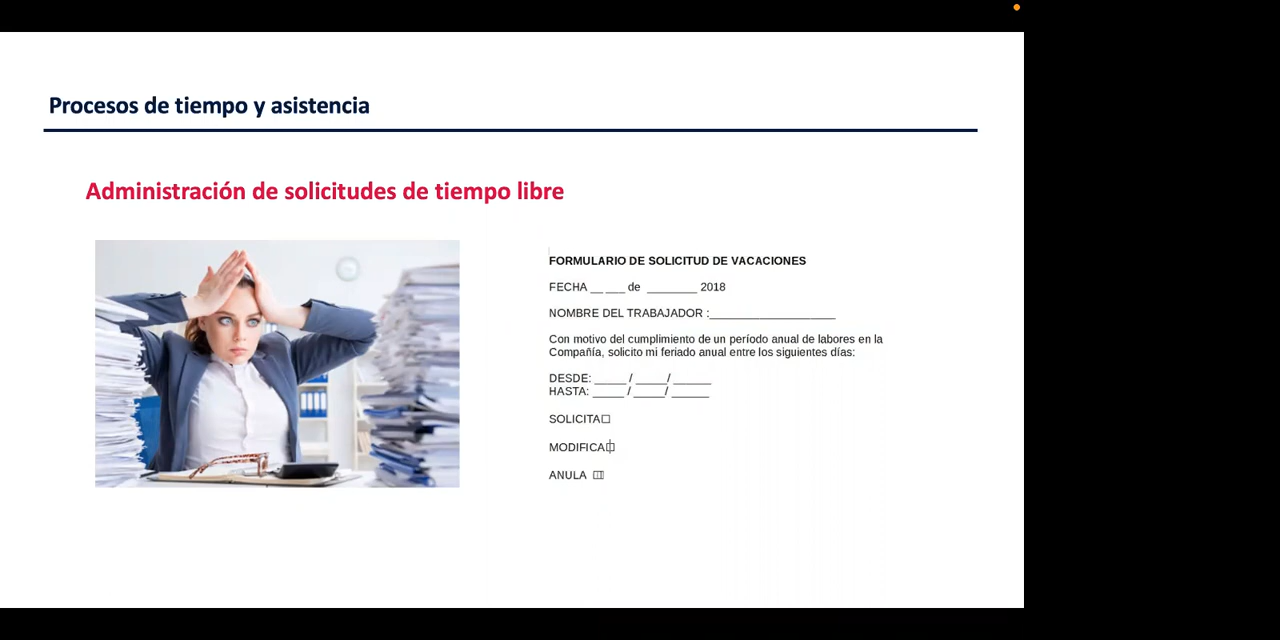 Procesos de tiempo y asistencia
Administración de solicitudes de tiempo libre
FORMULARIO DE SOLICITUD DE VACACIONES
FECHA __ ___ de ________ 2018
NOMBRE DEL TRABAJADOR :____________________
Con motivo del cumplimiento de un período anual de labores en la
Compañía, solicito mi feriado anual entre los siguientes días:
DESDE: _____ / _____/ ______
HASTA: _____ / _____/ ______
SOLICITA☐
MODIFICA☐
ANULA ☐